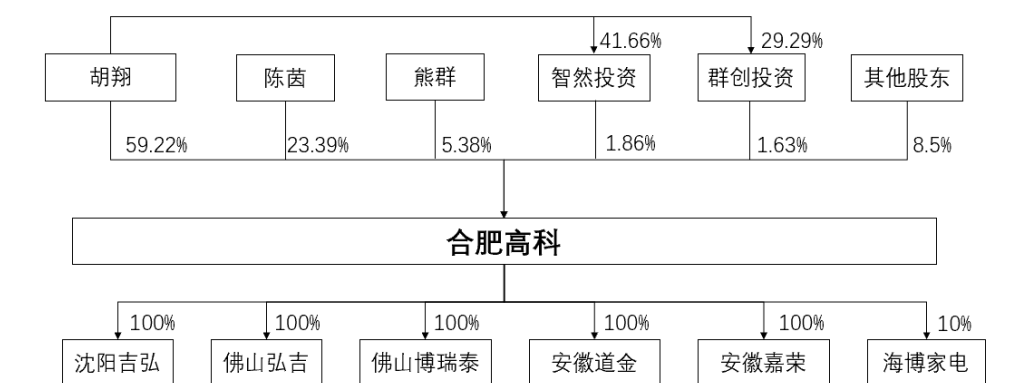 41.66% 29.29%
胡翔 陈茵 熊群 智然投资 群创投资 其他股东
59.22% 23.39% 5.38% 1.86% 1.63% 8.5%
合肥高科
100% 100% 100% 100% 100% 10%
沈阳吉弘 佛山弘吉 佛山博瑞泰 安徽道金 安徽嘉荣 海博家电